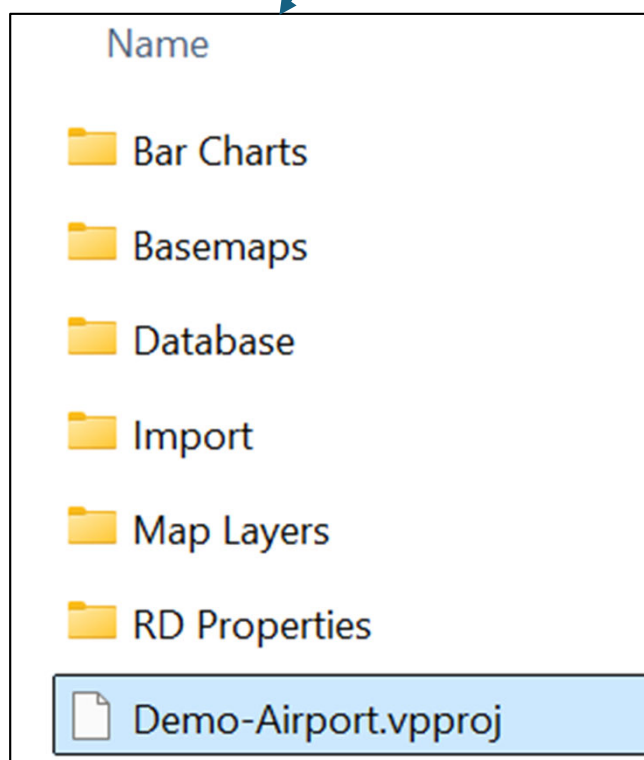 Name
Bar Charts
Basemaps
Database
Import
Map Layers
RD Properties
Demo-Airport.vpproj